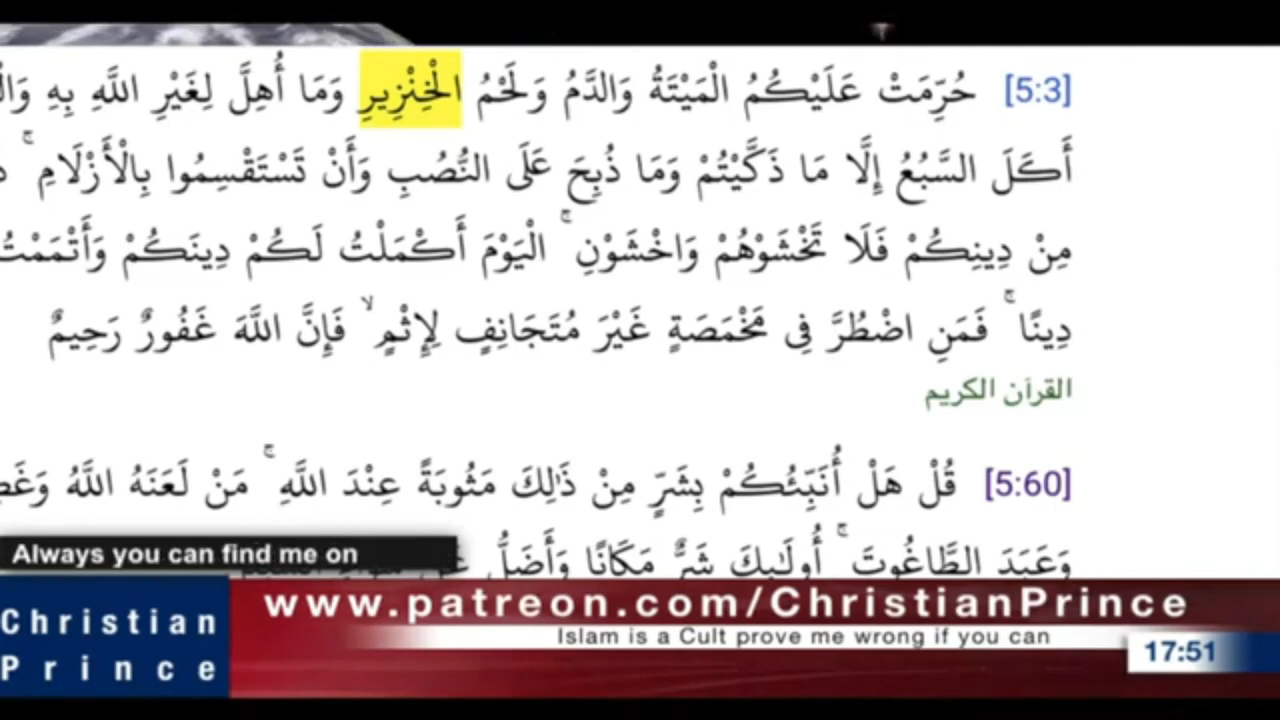 [5:3] حُرِّمَتْ عَلَيْكُمُ الْمَيْتَةُ وَالدَّمُ وَلَحْمُ الْخِنْزِيرِ وَمَا أُهِلَّ لِغَيْرِ اللَّهِ بِهِ
أَكَلَ السَّبُعُ إِلَّا مَا ذَكَّيْتُمْ وَمَا ذُبِحَ عَلَى النُّصُبِ وَأَنْ تَسْتَقْسِمُوا بِالْأَزْلَامِ ۚ
مِنْ دِينِكُمْ فَلَا تَخْشَوْهُمْ وَاخْشَوْنِ ۚ الْيَوْمَ أَكْمَلْتُ لَكُمْ دِينَكُمْ وَأَتْمَمْتُ
دِينًا ۚ فَمَنِ اضْطُرَّ فِي مَخْمَصَةٍ غَيْرَ مُتَجَانِفٍ لِإِثْمٍ ۙ فَإِنَّ اللَّهَ غَفُورٌ رَحِيمٌ
القرآن الكريم
[5:60] قُلْ هَلْ أُنَبِّئُكُمْ بِشَرٍّ مِنْ ذَٰلِكَ مَثُوبَةً عِنْدَ اللَّهِ ۚ مَنْ لَعَنَهُ اللَّهُ
وَعَبَدَ الطَّاغُوتَ ۚ أُولَٰئِكَ شَرٌّ مَكَانًا وَأَضَلُّ
Always you can find me on
www.patreon.com/ChristianPrince
Christian
Prince
Islam is a Cult prove me wrong if you can
17:51